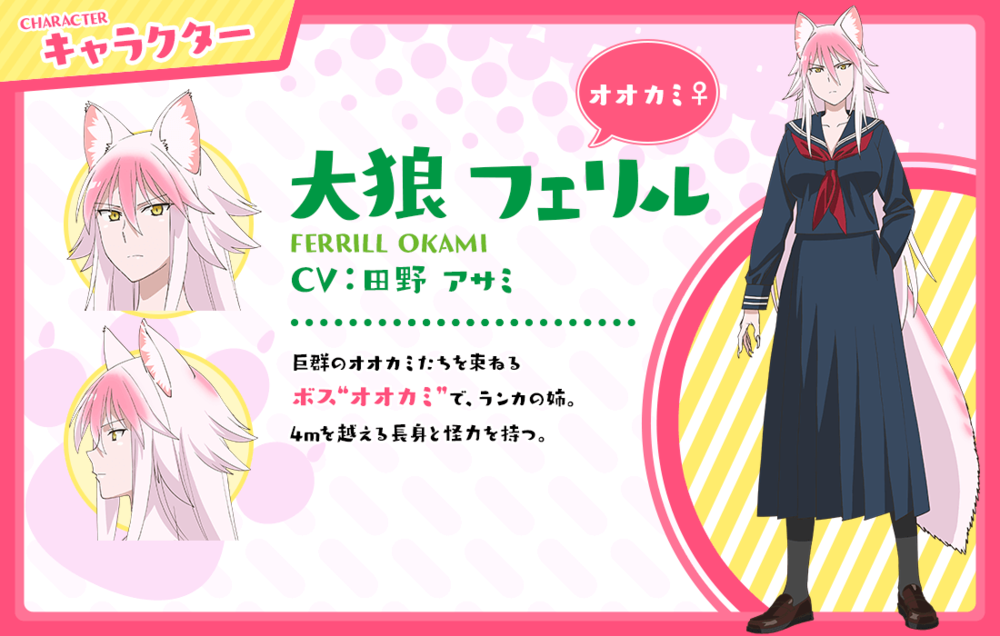 CHARACTER
キャラクター
オオカミ♀
大狼 フェリル
FERRILL OKAMI
CV：田野 アサミ
巨群のオオカミたちを束ねる
ボス“オオカミ”で、ランカの姉。
4mを越える長身と怪力を持つ。